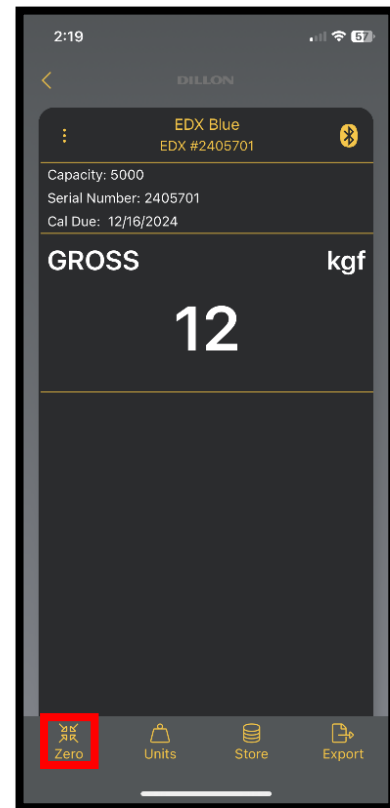 2:19 57
DILLON
EDX Blue
EDX #2405701
Capacity: 5000
Serial Number: 2405701
Cal Due: 12/16/2024
GROSS kgf
12
Zero Units Store Export